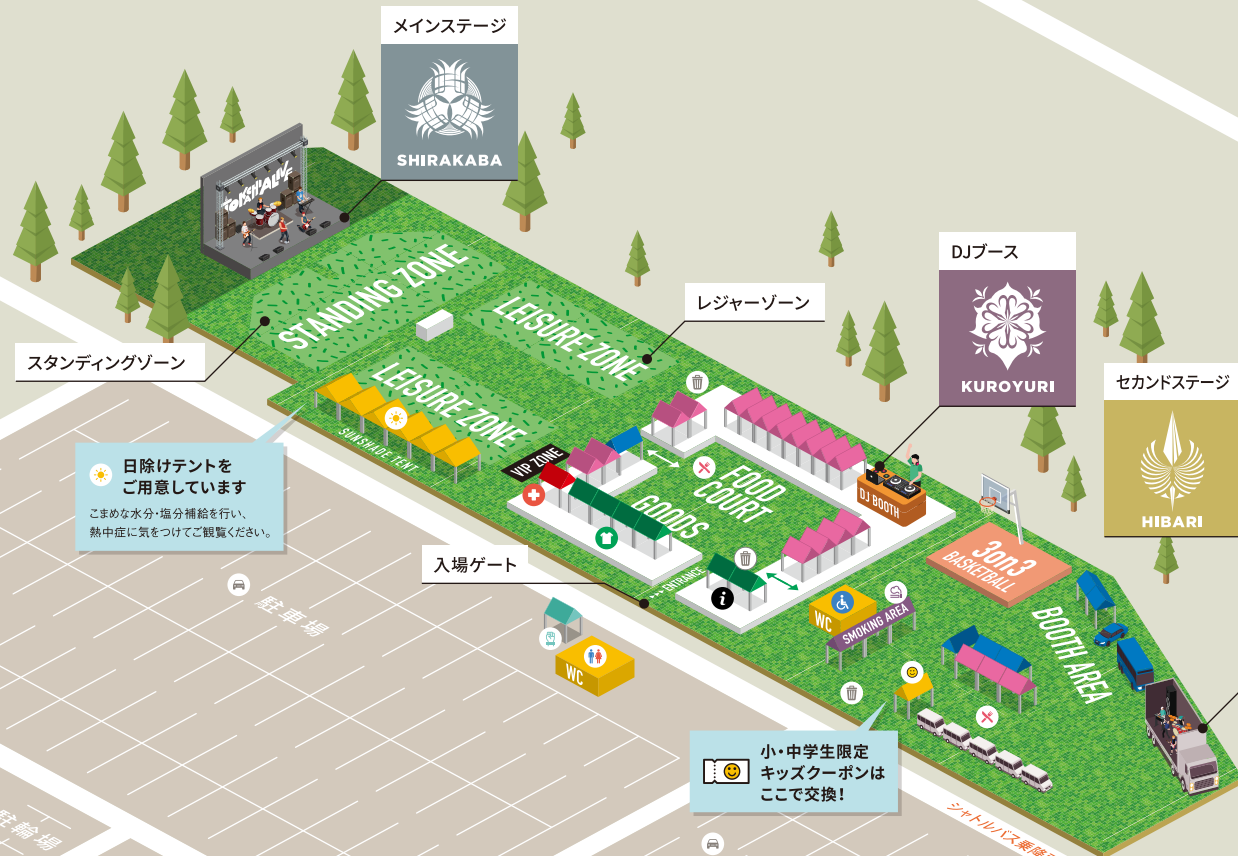 メインステージ
SHIRAKABA
TOKACHI ALIVE
STANDING ZONE
LEISURE ZONE
レジャーゾーン
DJブース
KUROYURI
セカンドステージ
HIBARI
スタンディングゾーン
LEISURE ZONE
SUNSHADE TENT
日除けテントを
ご用意しています
こまめな水分・塩分補給を行い、
熱中症に気をつけてご観覧ください。
VIP ZONE
FOOD
COURT
GOODS
DJ BOOTH
入場ゲート
ENTRANCE
i
3on3
BASKETBALL
WC
SMOKING AREA
BOOTH AREA
WC
駐車場
小・中学生限定
キッズクーポンは
ここで交換！
駐輪場
シャトルバス乗降